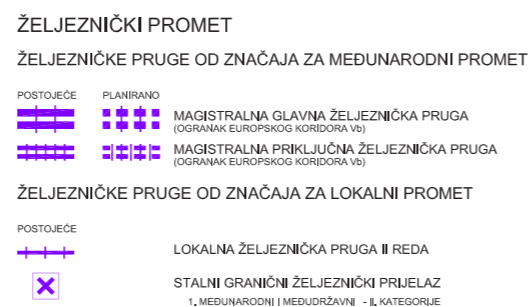 ŽELJEZNIČKI PROMET
ŽELJEZNIČKE PRUGE OD ZNAČAJA ZA MEĐUNARODNI PROMET
POSTOJEĆE PLANIRANO
MAGISTRALNA GLAVNA ŽELJEZNIČKA PRUGA
(OGRANAK EUROPSKOG KORIDORA Vb)
MAGISTRALNA PRIKLJUČNA ŽELJEZNIČKA PRUGA
(OGRANAK EUROPSKOG KORIDORA Vb)
ŽELJEZNIČKE PRUGE OD ZNAČAJA ZA LOKALNI PROMET
POSTOJEĆE
LOKALNA ŽELJEZNIČKA PRUGA II REDA
STALNI GRANIČNI ŽELJEZNIČKI PRIJELAZ
1. MEĐUNARODNI I MEĐUDRŽAVNI - II. KATEGORIJE